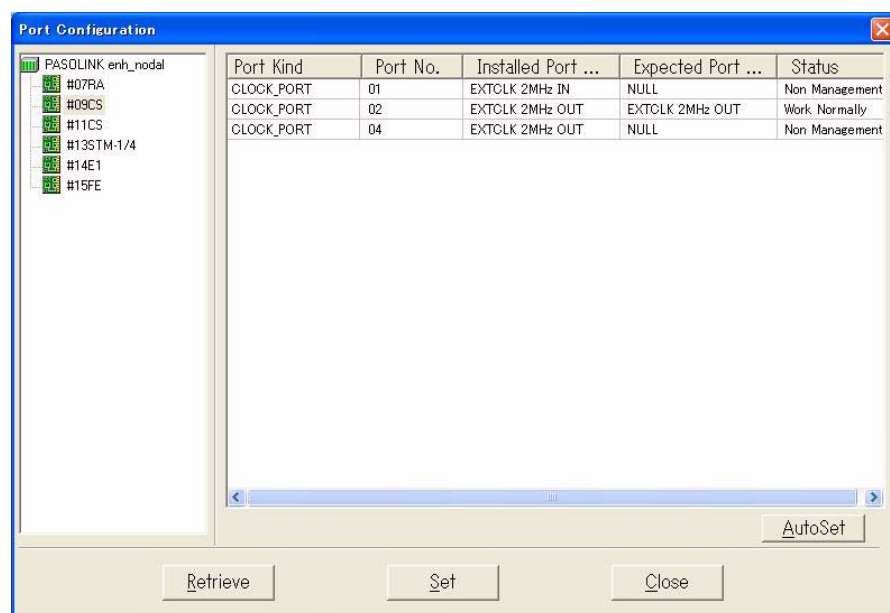 Port Configuration
PASOLINK enh_nodal
#07RA
#09CS
#11CS
#13STM-1/4
#14E1
#15FE
Port Kind Port No. Installed Port ... Expected Port ... Status
CLOCK_PORT 01 EXTCLK 2MHz IN NULL Non Management
CLOCK_PORT 02 EXTCLK 2MHz OUT EXTCLK 2MHz OUT Work Normally
CLOCK_PORT 04 EXTCLK 2MHz OUT NULL Non Management
AutoSet
Retrieve Set Close